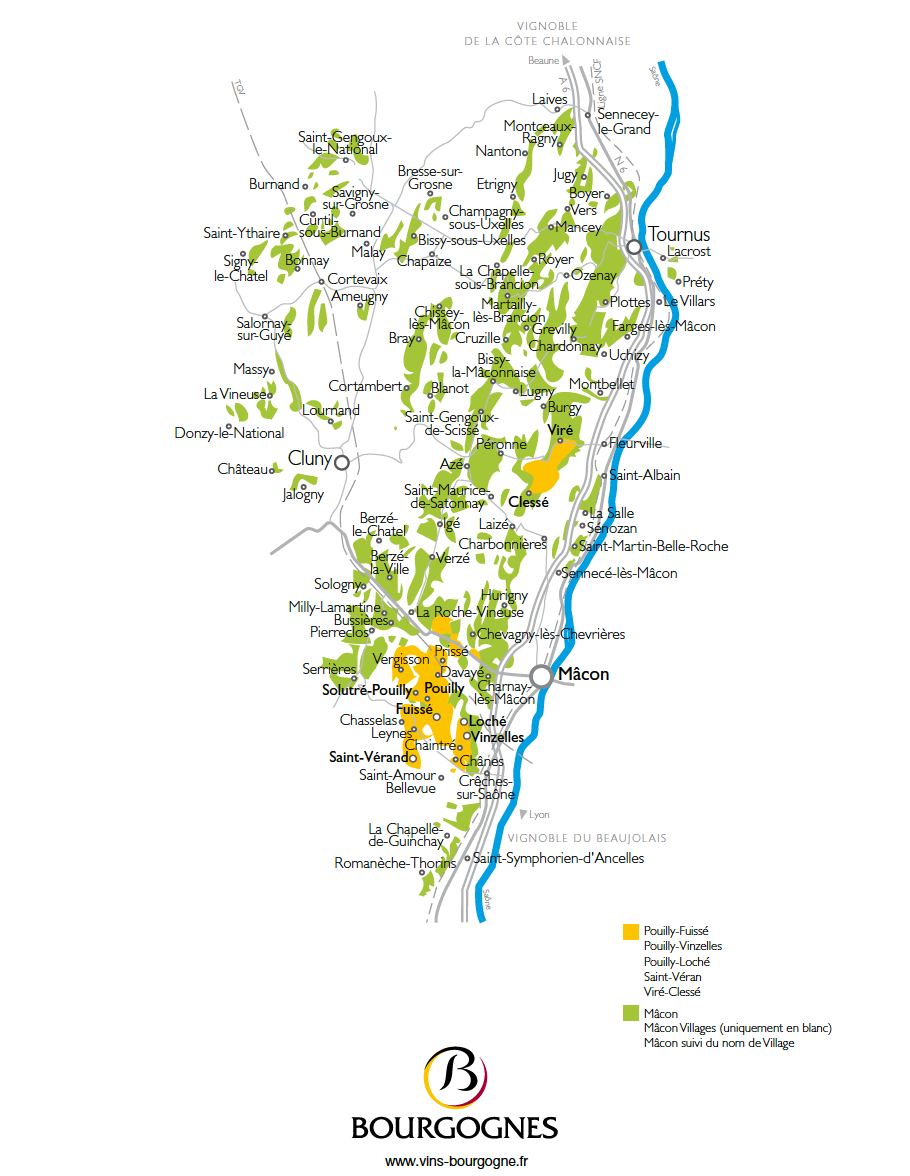 VIGNOBLE
DE LA CÔTE CHALONNAISE
Beaune
A 6
Ligne SNCF
Saône
TGV
Laives
Sennecey-
le-Grand
Montceaux-
Ragny
Saint-Gengoux-
le-National
Nanton
N 6
Bresse-sur-
Grosne
Jugy
Burnand
Etrigny
Savigny-
sur-Grosne
Boyer
Champagny-
sous-Uxelles
Vers
Curtil-
sous-Burnand
Saint-Ythaire
Mancey
Bissy-sous-Uxelles
Tournus
Malay
Lacrost
Signy-
le-Chatel
Bonnay
Chapaize
Royer
La Chapelle-
sous-Brancion
Ozenay
Cortevaix
Préty
Ameugny
Martailly-
lès-Brancion
Plottes
Le Villars
Chissey-
lès-Mâcon
Salornay-
sur-Guye
Grevilly
Farges-lès-Mâcon
Bray
Cruzille
Chardonnay
Uchizy
Bissy-
la-Mâconnaise
Massy
Cortambert
Blanot
Lugny
Montbellet
La Vineuse
Burgy
Lournand
Saint-Gengoux-
de-Scissé
Viré
Donzy-le-National
Péronne
Fleurville
Cluny
Azé
Château
Saint-Albain
Jalogny
Saint-Maurice-
de-Satonnay
Clessé
La Salle
Berzé-
le-Chatel
Igé
Laizé
Sénozan
Charbonnières
Saint-Martin-Belle-Roche
Berzé-
la-Ville
Verzé
Sennecé-lès-Mâcon
Sologny
Hurigny
Milly-Lamartine
La Roche-Vineuse
Bussières
Pierreclos
Chevagny-lès-Chevrières
Prissé
Vergisson
Serrières
Davayé
Mâcon
Solutré-Pouilly
Pouilly
Charnay-
lès-Mâcon
Fuissé
Chasselas
Loché
Leynes
Vinzelles
Chaintré
Saint-Vérand
Chânes
Saint-Amour
Bellevue
Crêches-
sur-Saône
Lyon
La Chapelle-
de-Guinchay
VIGNOBLE DU BEAUJOLAIS
Romanèche-Thorins
Saint-Symphorien-d'Ancelles
Saône
Pouilly-Fuissé
Pouilly-Vinzelles
Pouilly-Loché
Saint-Véran
Viré-Clessé
Mâcon
Mâcon Villages (uniquement en blanc)
Mâcon suivi du nom de Village
B
BOURGOGNES
www.vins-bourgogne.fr